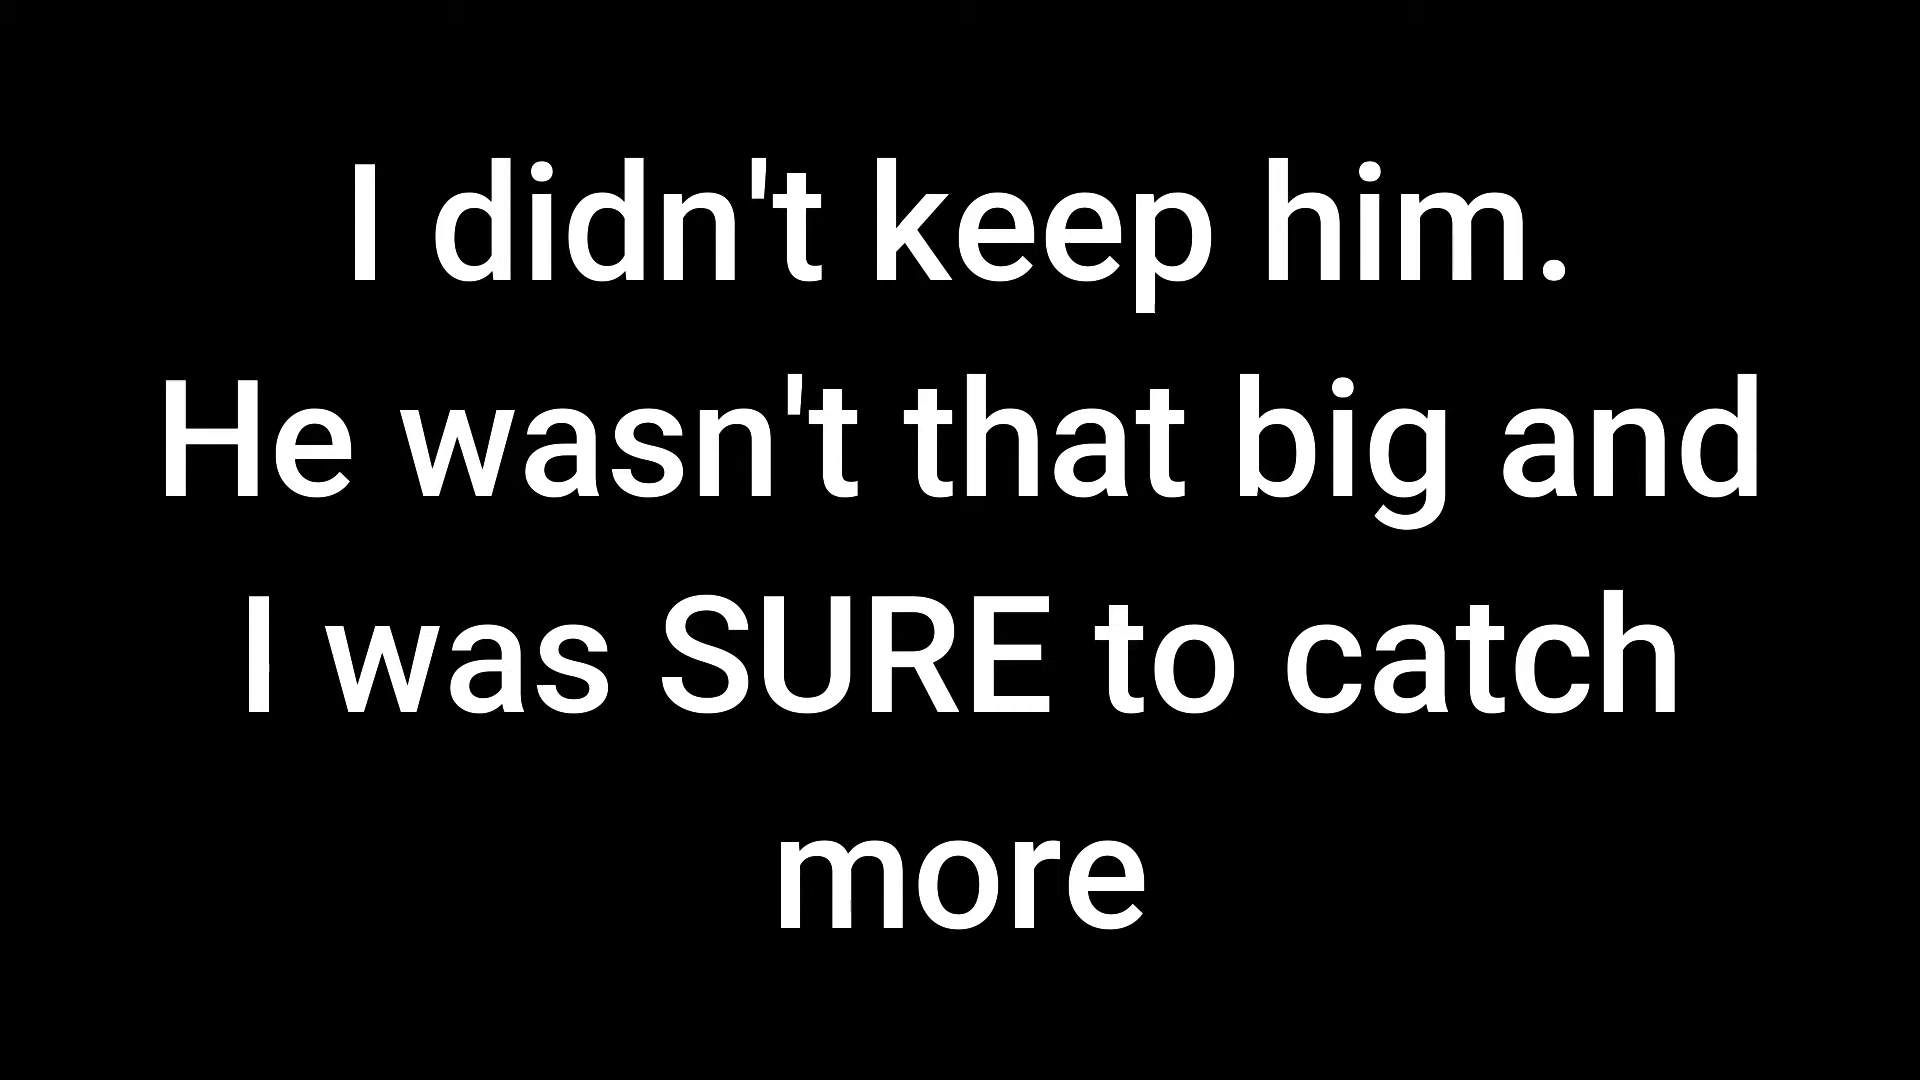 I didn't keep him.
He wasn't that big and
I was SURE to catch
more